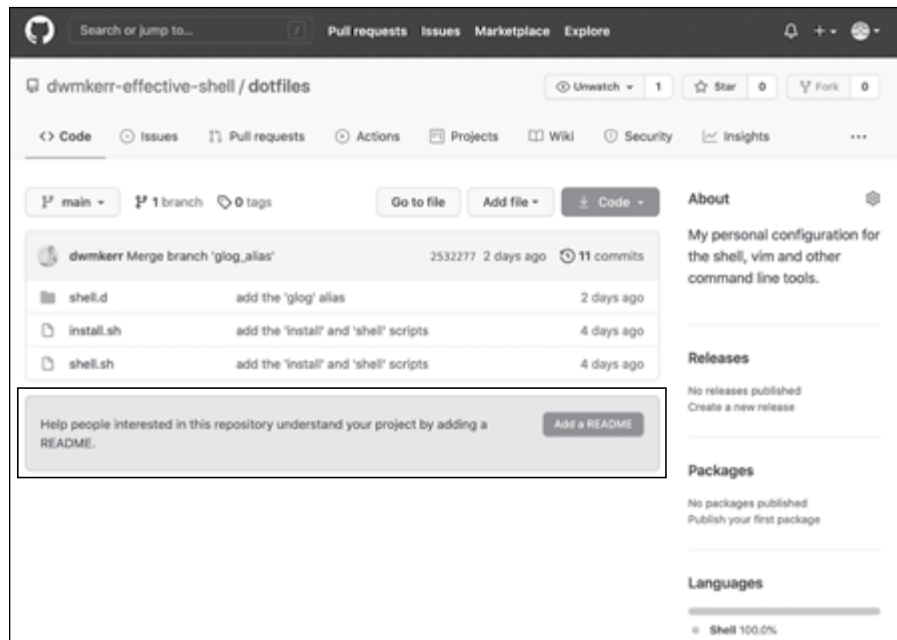 Search or jump to... / Pull requests Issues Marketplace Explore
dwmkerr-effective-shell / dotfiles Unwatch 1 Star 0 Fork 0
<> Code Issues Pull requests Actions Projects Wiki Security Insights ...
main 1 branch 0 tags Go to file Add file Code
dwmkerr Merge branch 'glog_alias' 2532277 2 days ago 11 commits
shell.d add the 'glog' alias 2 days ago
install.sh add the 'install' and 'shell' scripts 4 days ago
shell.sh add the 'install' and 'shell' scripts 4 days ago
Help people interested in this repository understand your project by adding a
README.
Add a README
About
My personal configuration for
the shell, vim and other
command line tools.
Releases
No releases published
Create a new release
Packages
No packages published
Publish your first package
Languages
Shell 100.0%